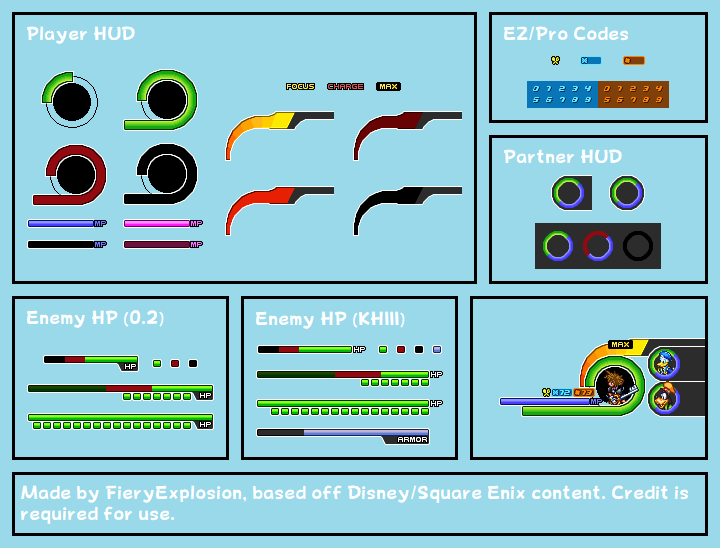 Player HUD
FOCUS CHARGE MAX
MP MP
MP MP
EZ/Pro Codes
0 1 2 3 4 0 1 2 3 4
5 6 7 8 9 5 6 7 8 9
Partner HUD
Enemy HP (0.2)
HP
HP
HP
Enemy HP (KHIII)
HP
HP
HP
ARMOR
MAX
MP
Made by FieryExplosion, based off Disney/Square Enix content. Credit is
required for use.